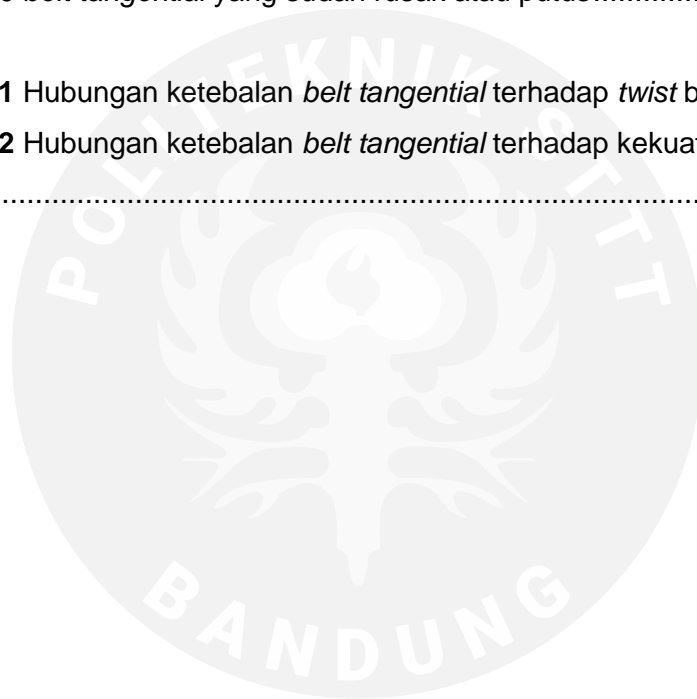 belt tangential yang sudah rusak atau putus..............
1 Hubungan ketebalan belt tangential terhadap twist b
2 Hubungan ketebalan belt tangential terhadap kekuat
....................................................................................
POLITEKNIK STTT
BANDUNG